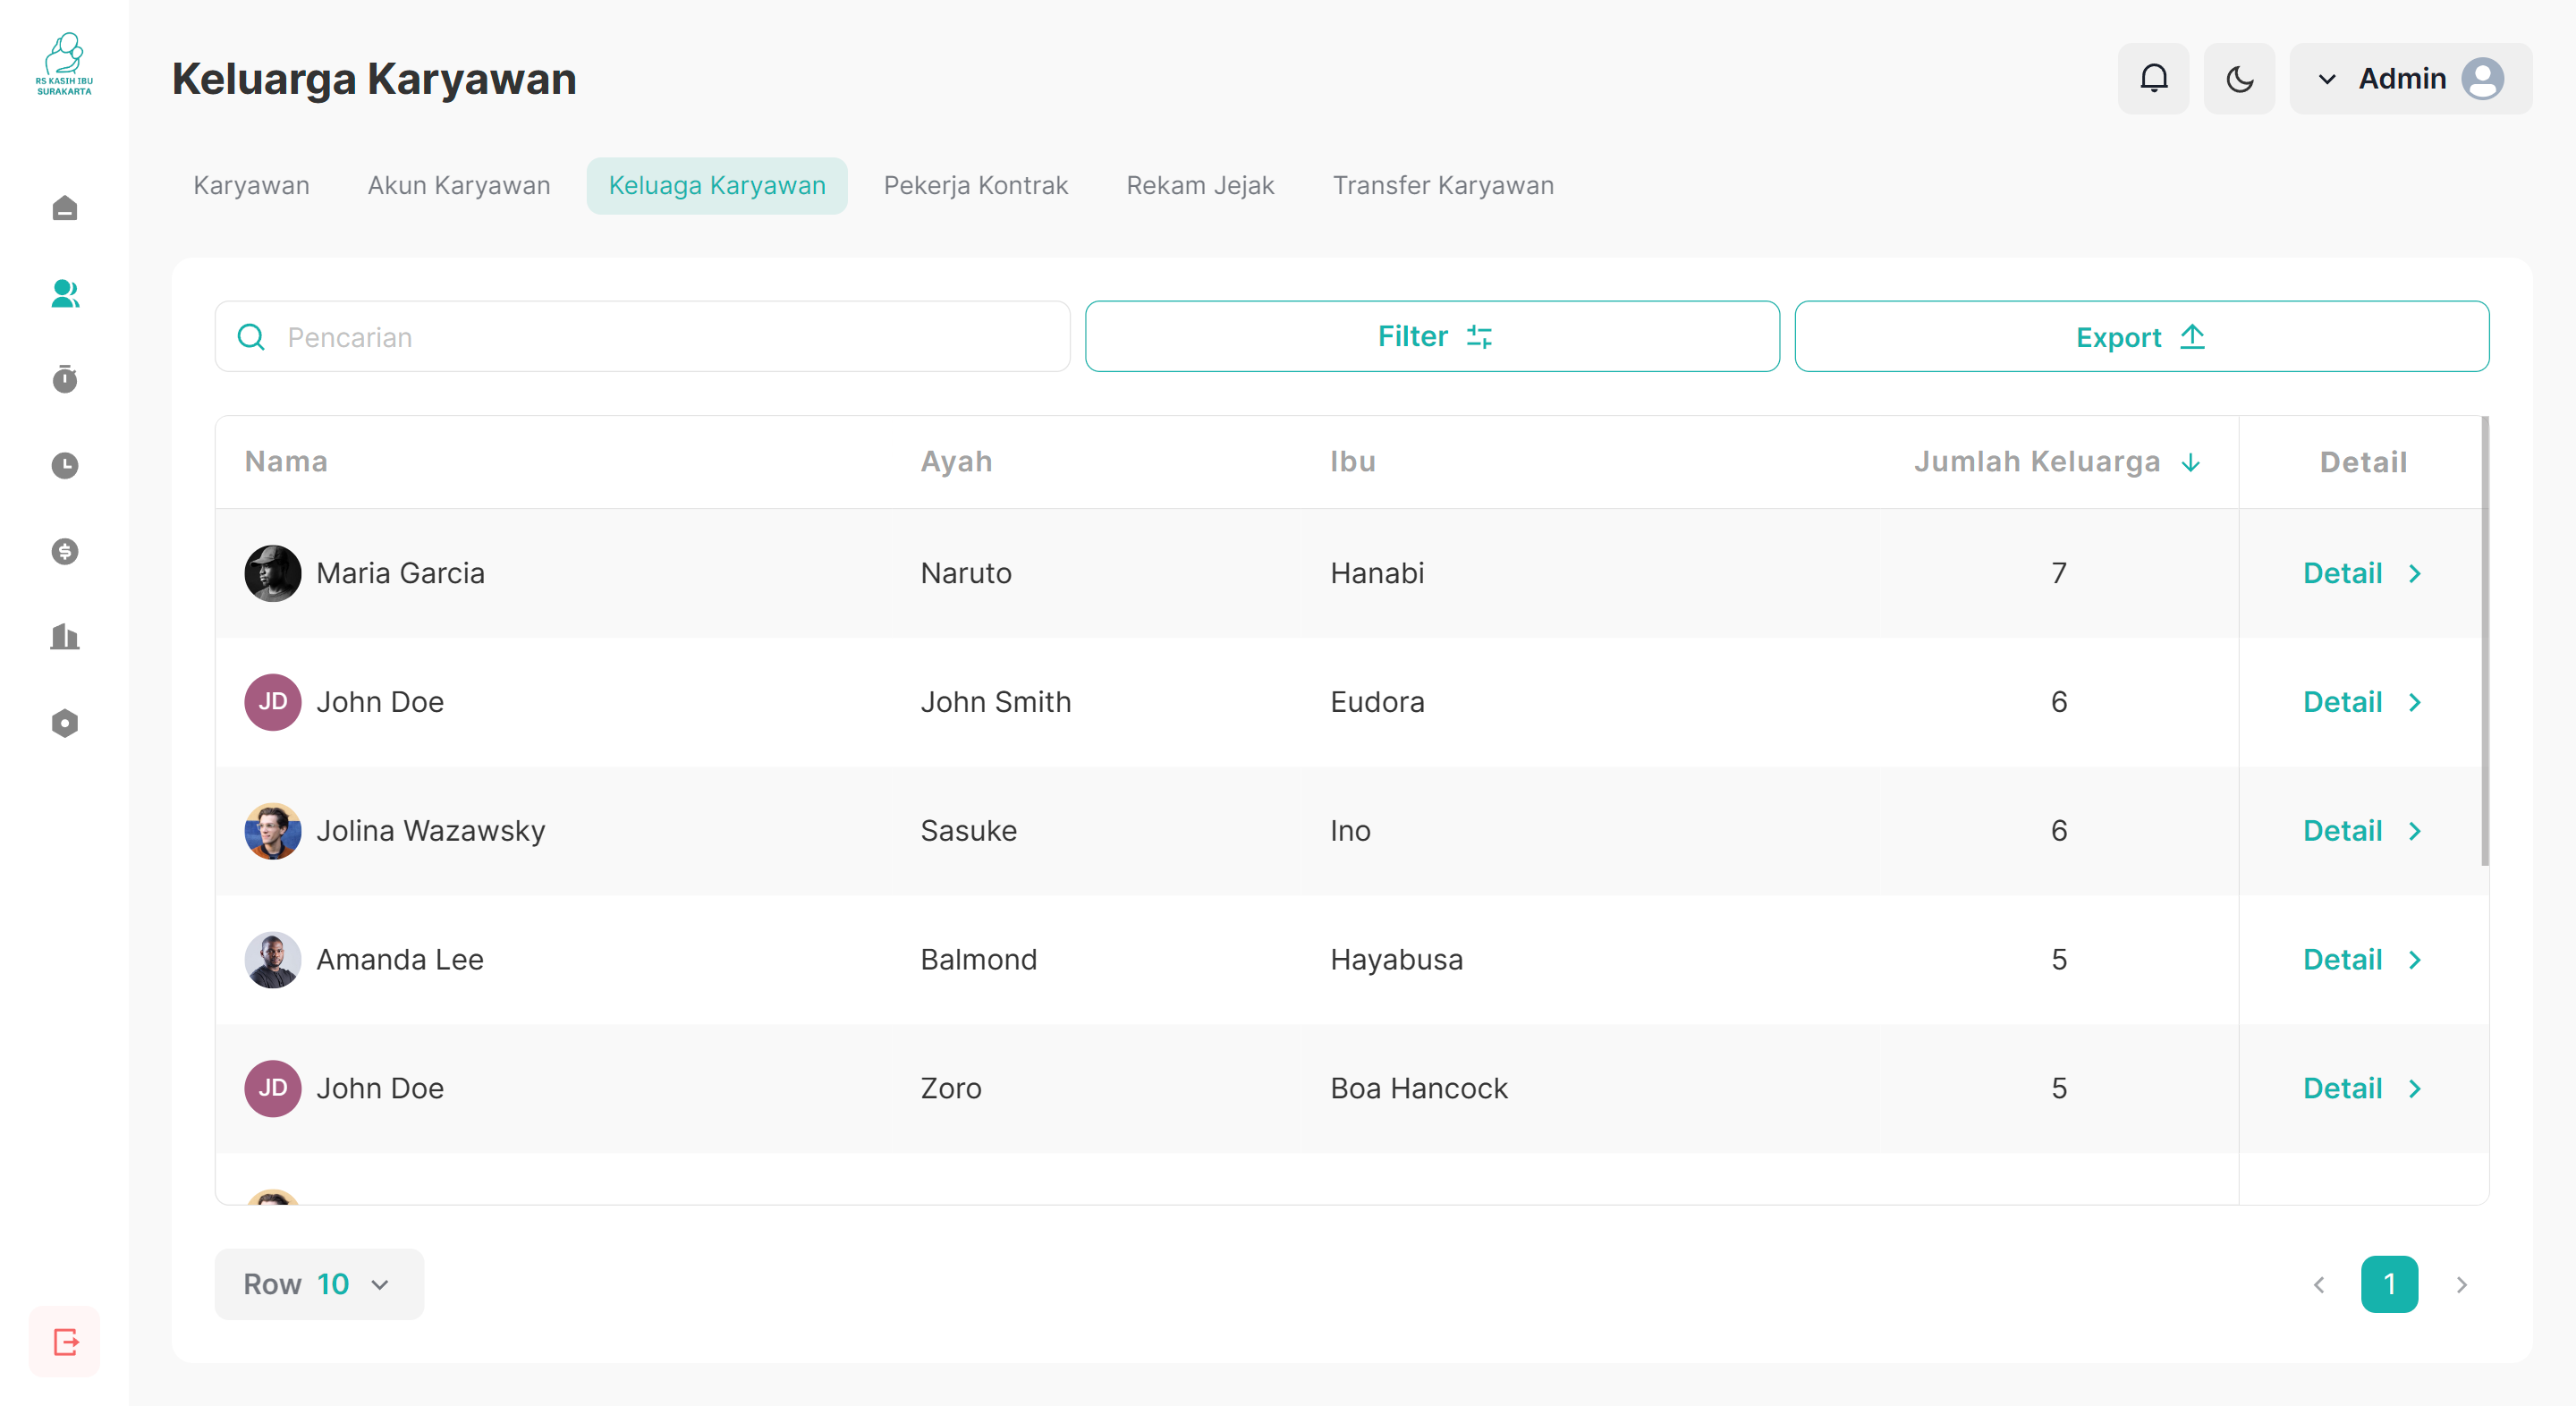 RS KASIH IBU
SURAKARTA
Keluarga Karyawan
Admin
Karyawan
Akun Karyawan
Keluaga Karyawan
Pekerja Kontrak
Rekam Jejak
Transfer Karyawan
Pencarian
Filter
Export
Nama Ayah Ibu Jumlah Keluarga Detail
Maria Garcia Naruto Hanabi 7 Detail
JD John Doe John Smith Eudora 6 Detail
Jolina Wazawsky Sasuke Ino 6 Detail
Amanda Lee Balmond Hayabusa 5 Detail
JD John Doe Zoro Boa Hancock 5 Detail
Row 10
1